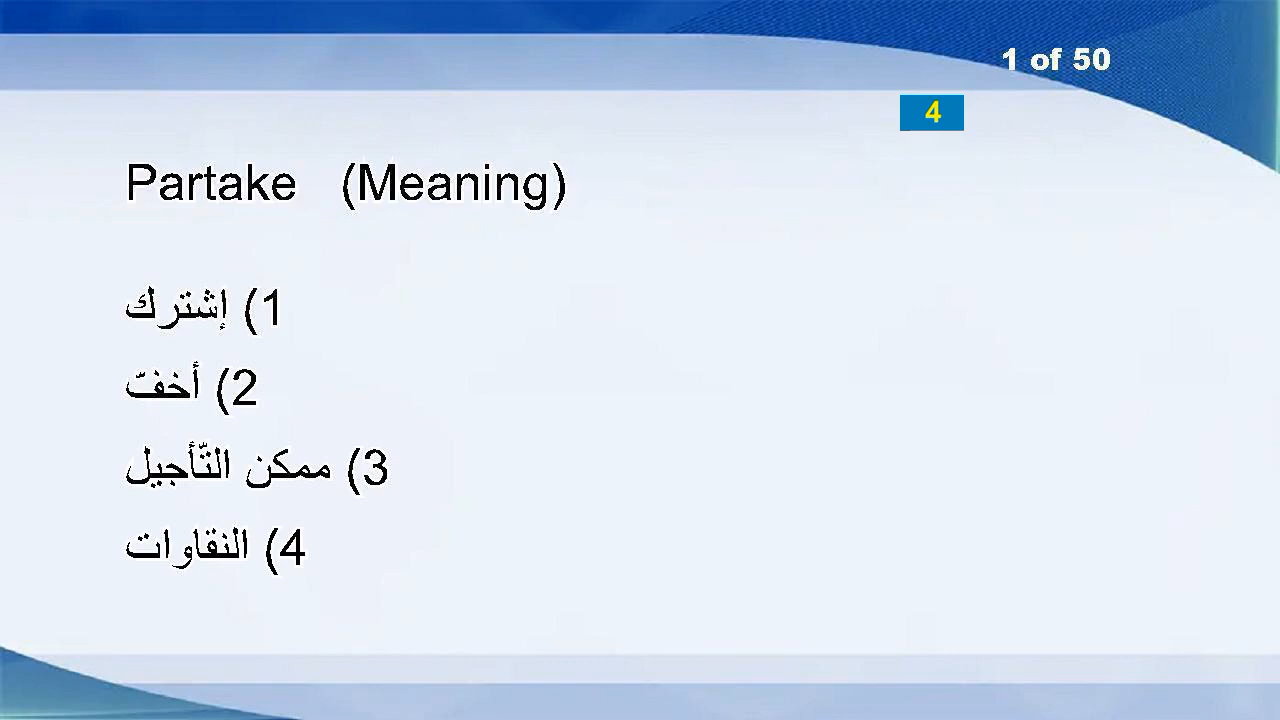 1 of 50
4
Partake (Meaning)
1) إشترك
2) أخفّ
3) ممكن التّأجيل
4) النقاوات